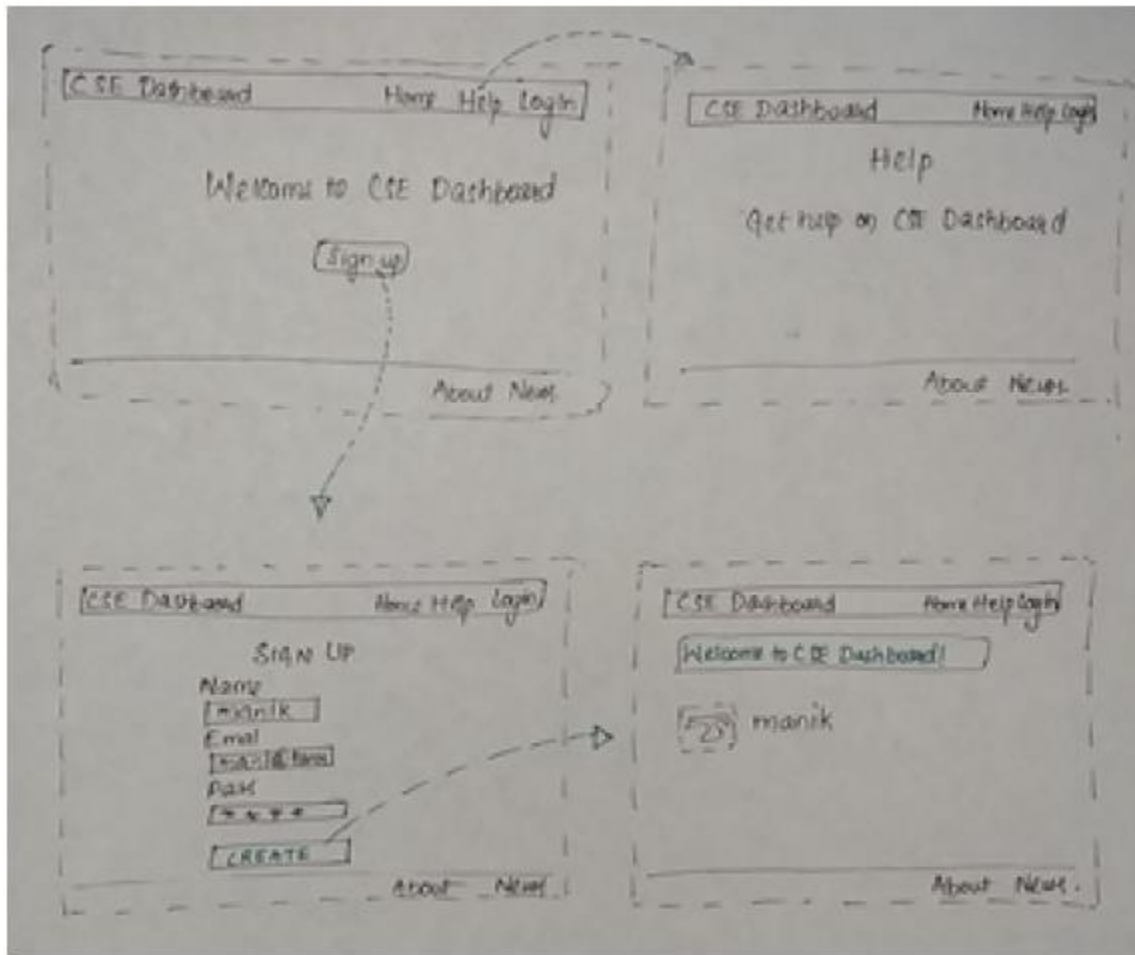 CSE Dashboard Home Help Login
Welcome to CSE Dashboard
Sign up
About News
CSE Dashboard Home Help Login
Help
Get help on CSE Dashboard
About News
CSE Dashboard Home Help Login
SIGN UP
Name
manik
Email
Pass
****
CREATE
About News
CSE Dashboard Home Help Login
Welcome to CSE Dashboard!
manik
About News.